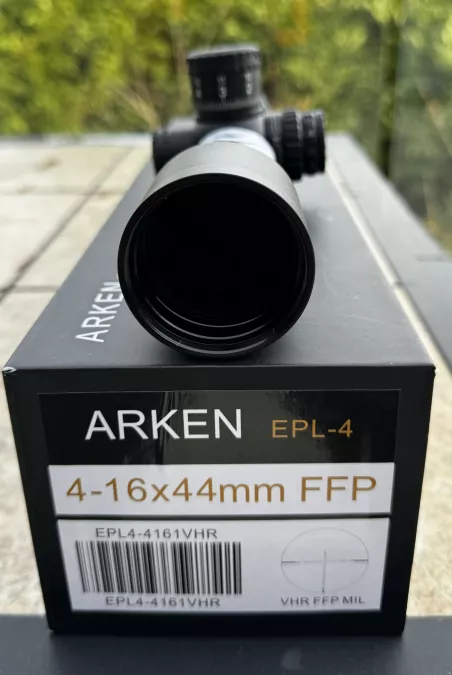 ARKEN
ARKEN EPL-4
4-16x44mm FFP
EPL4-4161VHR
EPL4-4161VHR
VHR FFP MIL